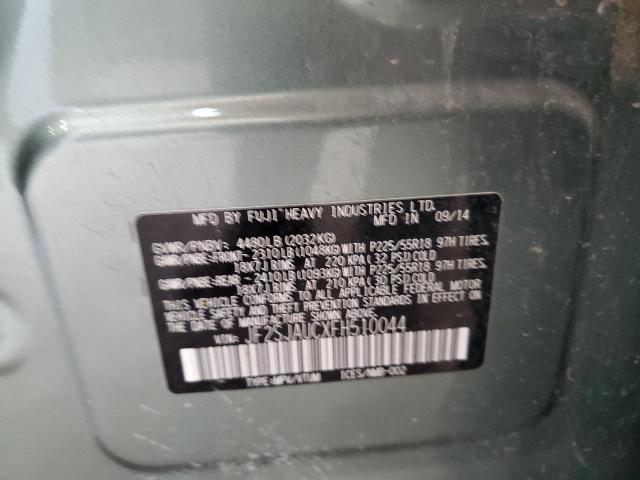 MFD BY FUJI HEAVY INDUSTRIES LTD.
MFD. IN 09/14
GVWR/PNBV- 4480LB(2032KG)
GAWR/PNBE-FRONT-2310LB(1048KG)WITH P225/55R18 97H TIRES.
18X7J RIMS AT 220 KPA( 32 PSI)COLD
GAWR/PNBE-REAR-2410LB(1093KG)WITH P225/55R18 97H TIRES.
18X7J RIMS AT 210 KPA( 30 PSI)COLD
THIS VEHICLE CONFORMS TO ALL APPLICABLE FEDERAL MOTOR
VEHICLE SAFETY AND THEFT PREVENTION STANDARDS IN EFFECT ON THE
DATE OF MANUFACTURE SHOWN ABOVE.
VIN: JF2SJAUCXFH510044
TYPE:MPV/VTUM ICES/NMB-002